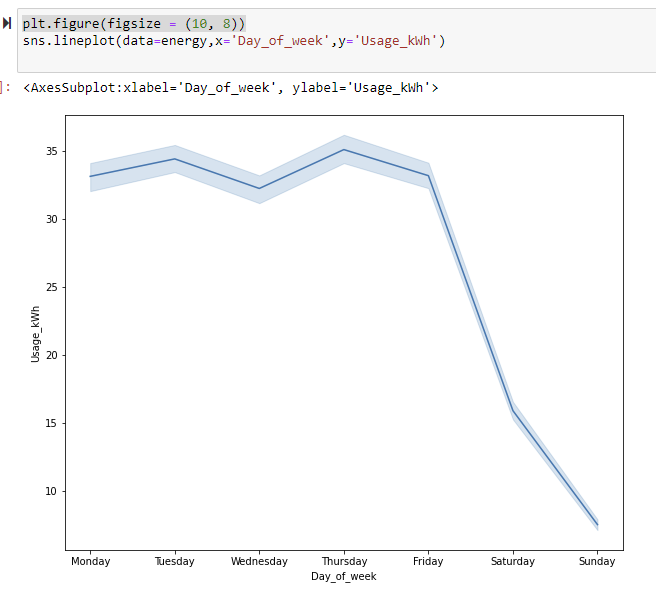 plt.figure(figsize = (10, 8))
sns.lineplot(data=energy,x='Day_of_week',y='Usage_kWh')
]: <AxesSubplot:xlabel='Day_of_week', ylabel='Usage_kWh'>
35
30
25
20
15
10
Usage_kWh
Monday Tuesday Wednesday Thursday Friday Saturday Sunday
Day_of_week